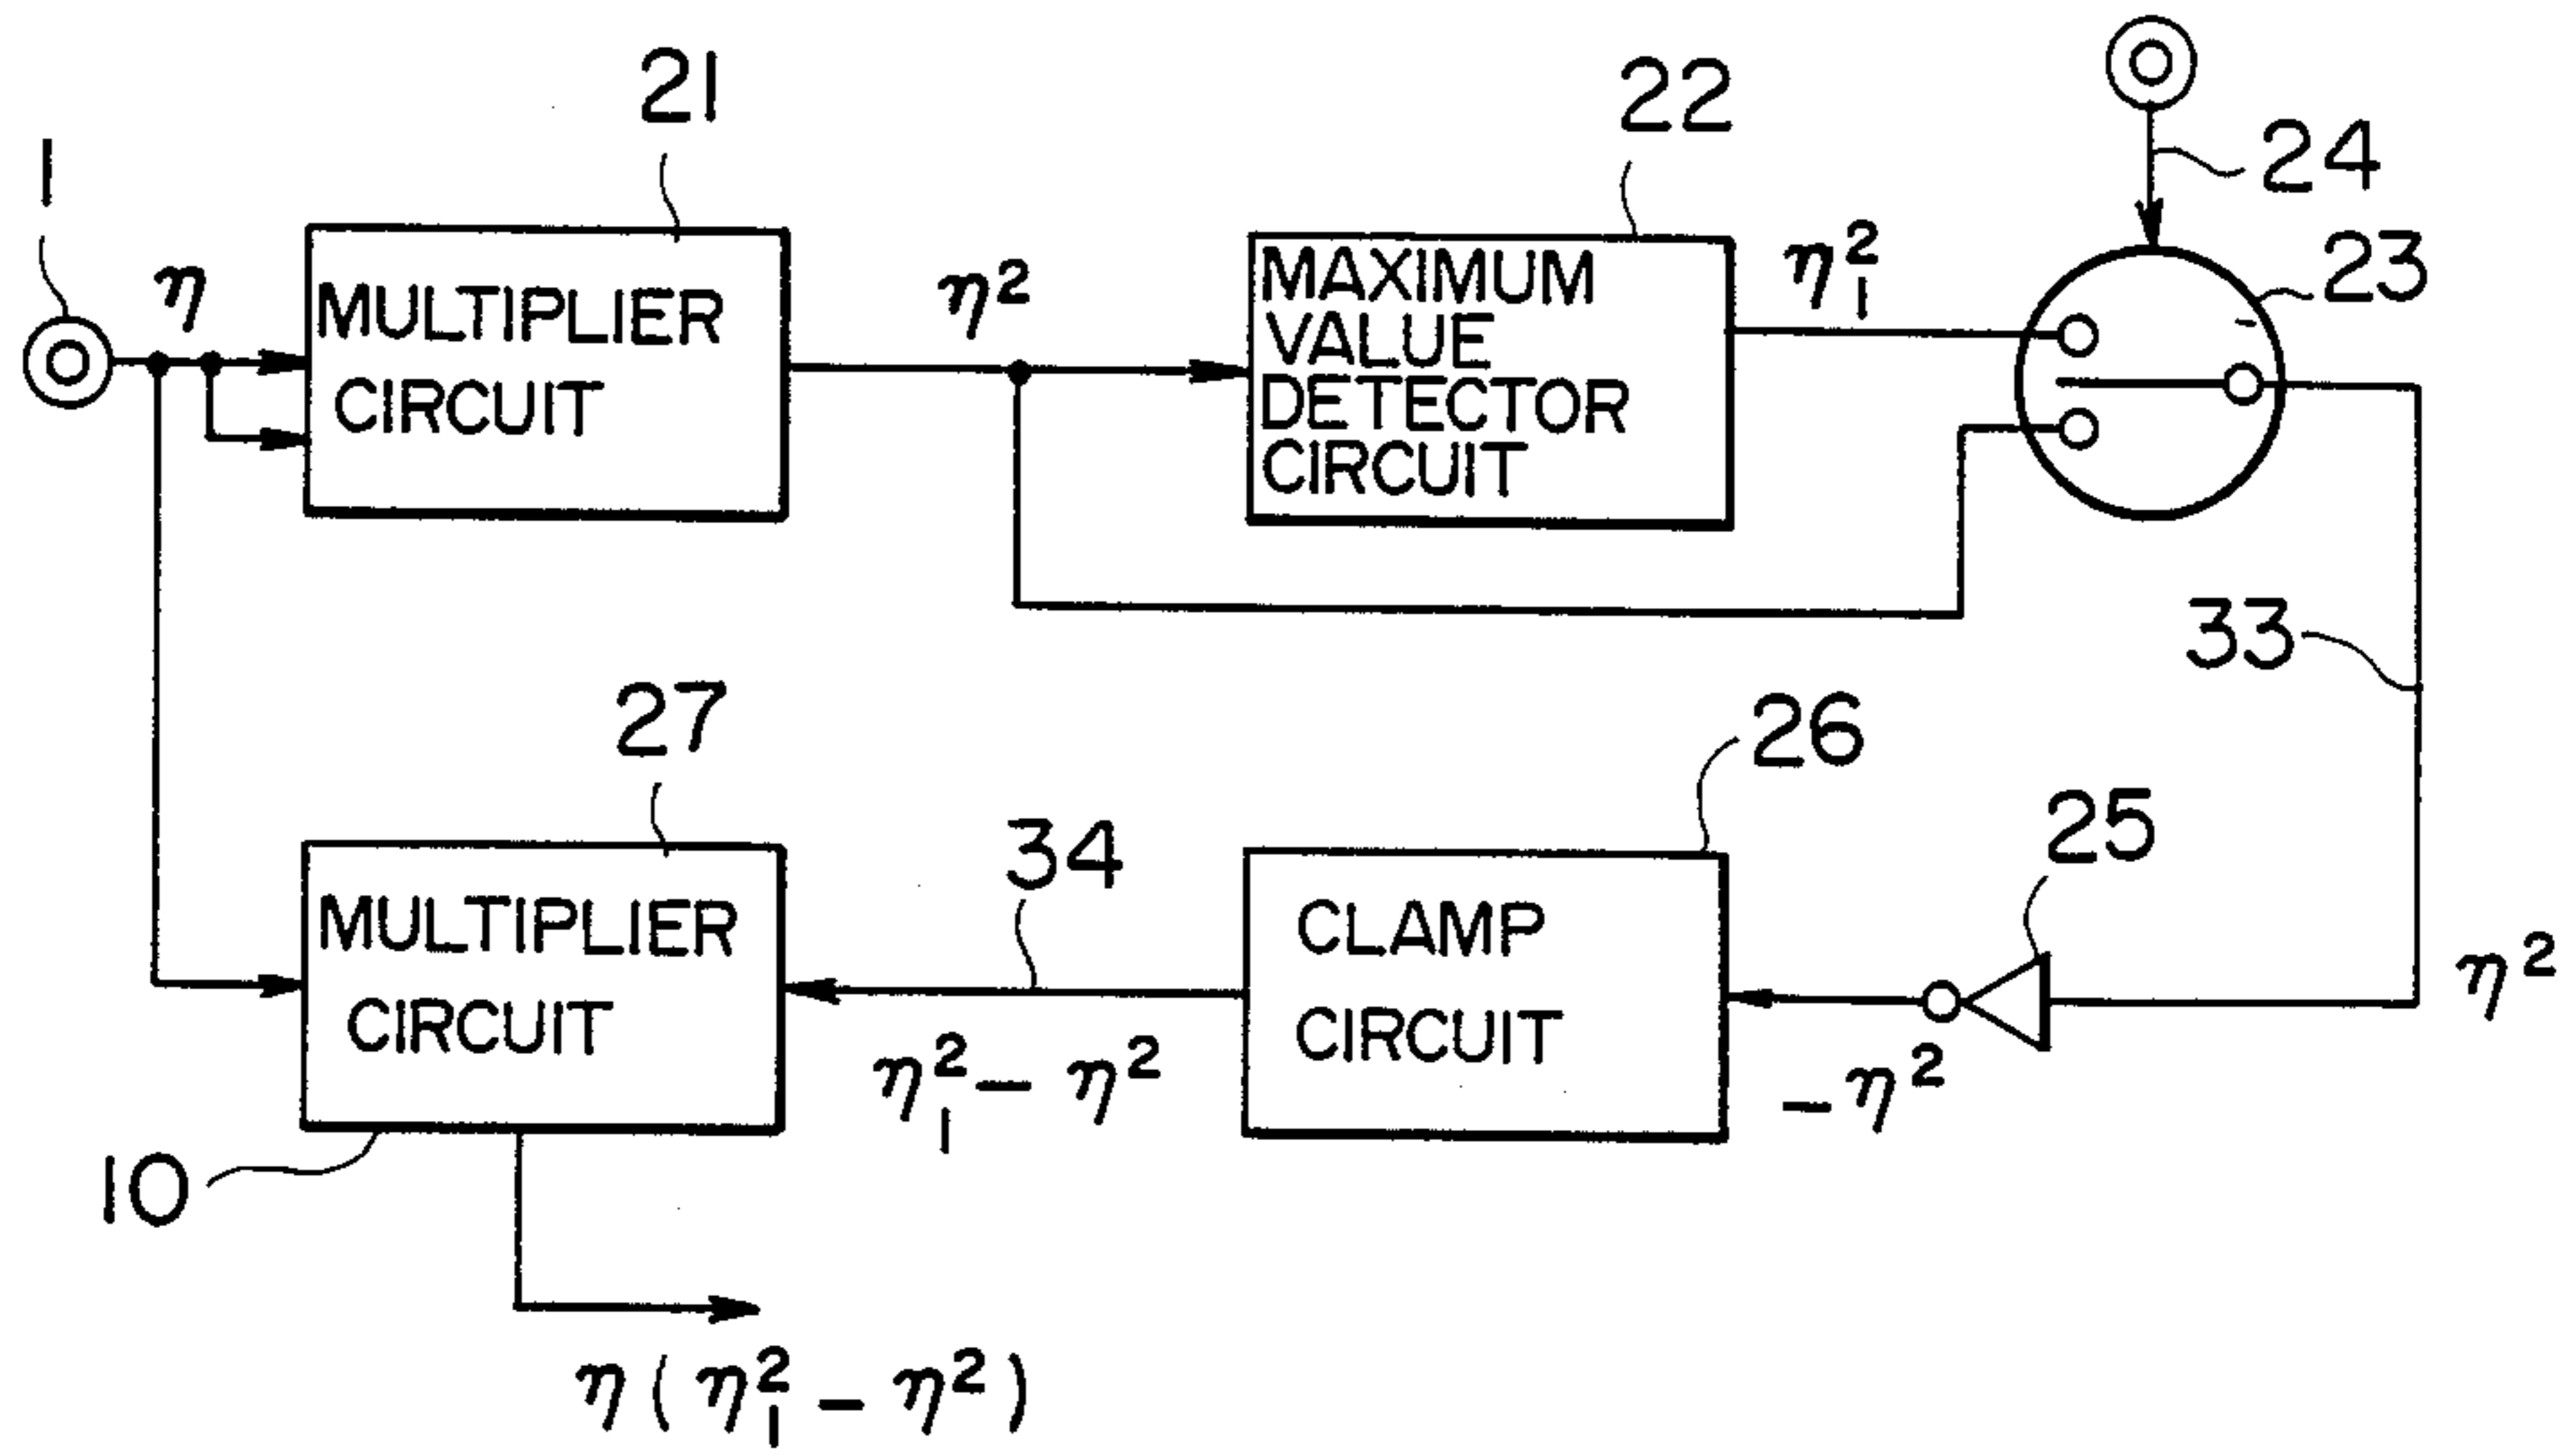 1
η
21
MULTIPLIER
CIRCUIT
η²
22
MAXIMUM
VALUE
DETECTOR
CIRCUIT
η₁²
24
23
33
η²
25
−η²
26
CLAMP
CIRCUIT
34
η₁² − η²
27
MULTIPLIER
CIRCUIT
10
η(η₁² − η²)